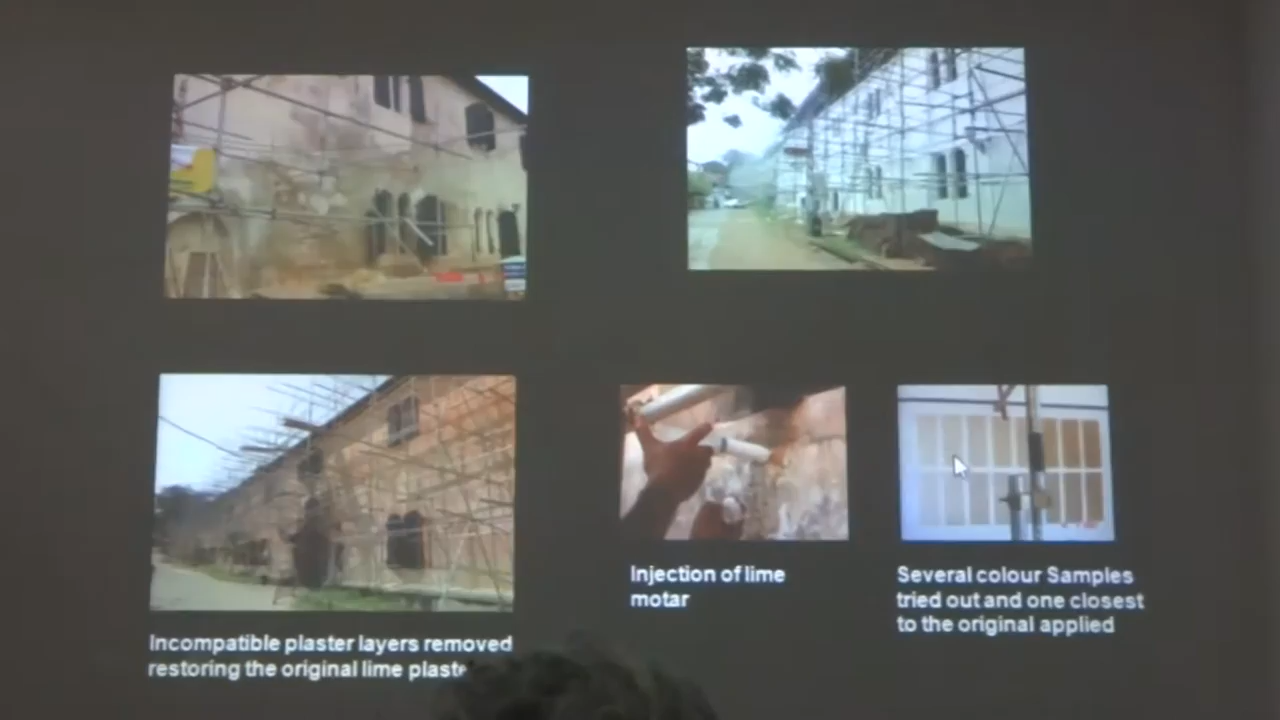 Injection of lime
motar
Several colour Samples
tried out and one closest
to the original applied
Incompatible plaster layers removed
restoring the original lime